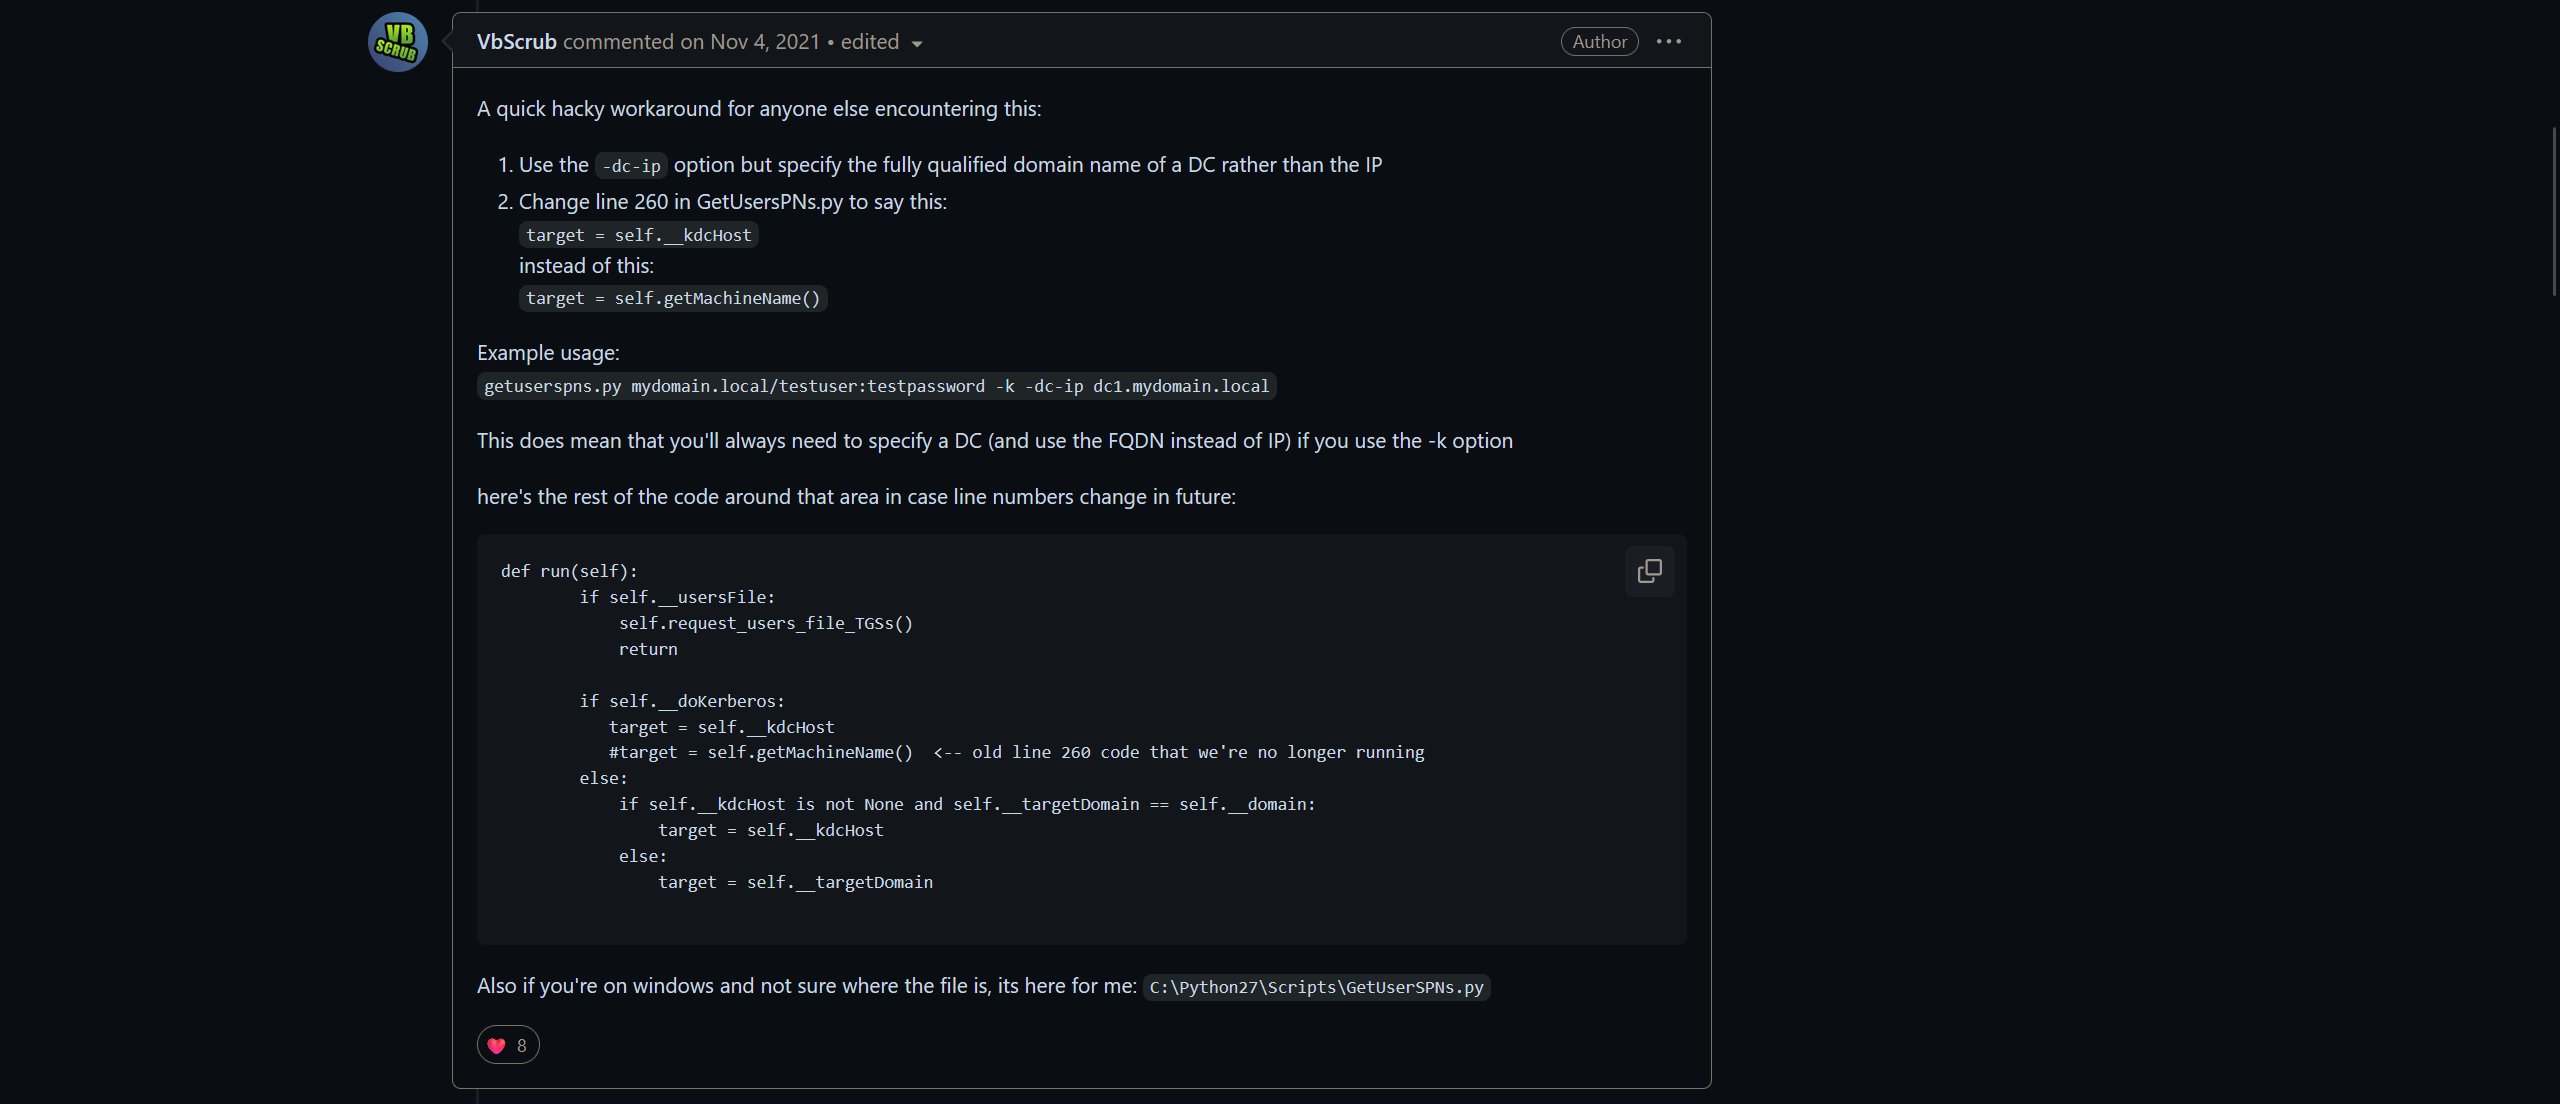 VB
SCRUB
VbScrub commented on Nov 4, 2021 • edited
Author
A quick hacky workaround for anyone else encountering this:
1. Use the -dc-ip option but specify the fully qualified domain name of a DC rather than the IP
2. Change line 260 in GetUsersPNs.py to say this:
target = self.__kdcHost
instead of this:
target = self.getMachineName()
Example usage:
getuserspns.py mydomain.local/testuser:testpassword -k -dc-ip dc1.mydomain.local
This does mean that you'll always need to specify a DC (and use the FQDN instead of IP) if you use the -k option
here's the rest of the code around that area in case line numbers change in future:
def run(self):
        if self.__usersFile:
            self.request_users_file_TGSs()
            return

        if self.__doKerberos:
           target = self.__kdcHost
           #target = self.getMachineName()  <-- old line 260 code that we're no longer running
        else:
            if self.__kdcHost is not None and self.__targetDomain == self.__domain:
                target = self.__kdcHost
            else:
                target = self.__targetDomain
Also if you're on windows and not sure where the file is, its here for me: C:\Python27\Scripts\GetUserSPNs.py
8